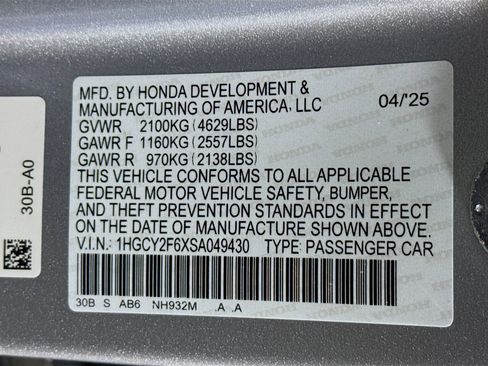 MFD. BY HONDA DEVELOPMENT &
MANUFACTURING OF AMERICA, LLC 04/'25
GVWR 2100KG (4629LBS)
GAWR F 1160KG (2557LBS)
GAWR R 970KG (2138LBS)
THIS VEHICLE CONFORMS TO ALL APPLICABLE
FEDERAL MOTOR VEHICLE SAFETY, BUMPER,
AND THEFT PREVENTION STANDARDS IN EFFECT
ON THE DATE OF MANUFACTURE SHOWN ABOVE.
V.I.N.: 1HGCY2F6XSA049430 TYPE: PASSENGER CAR
30B S AB6 NH932M .A .A
30B-A0